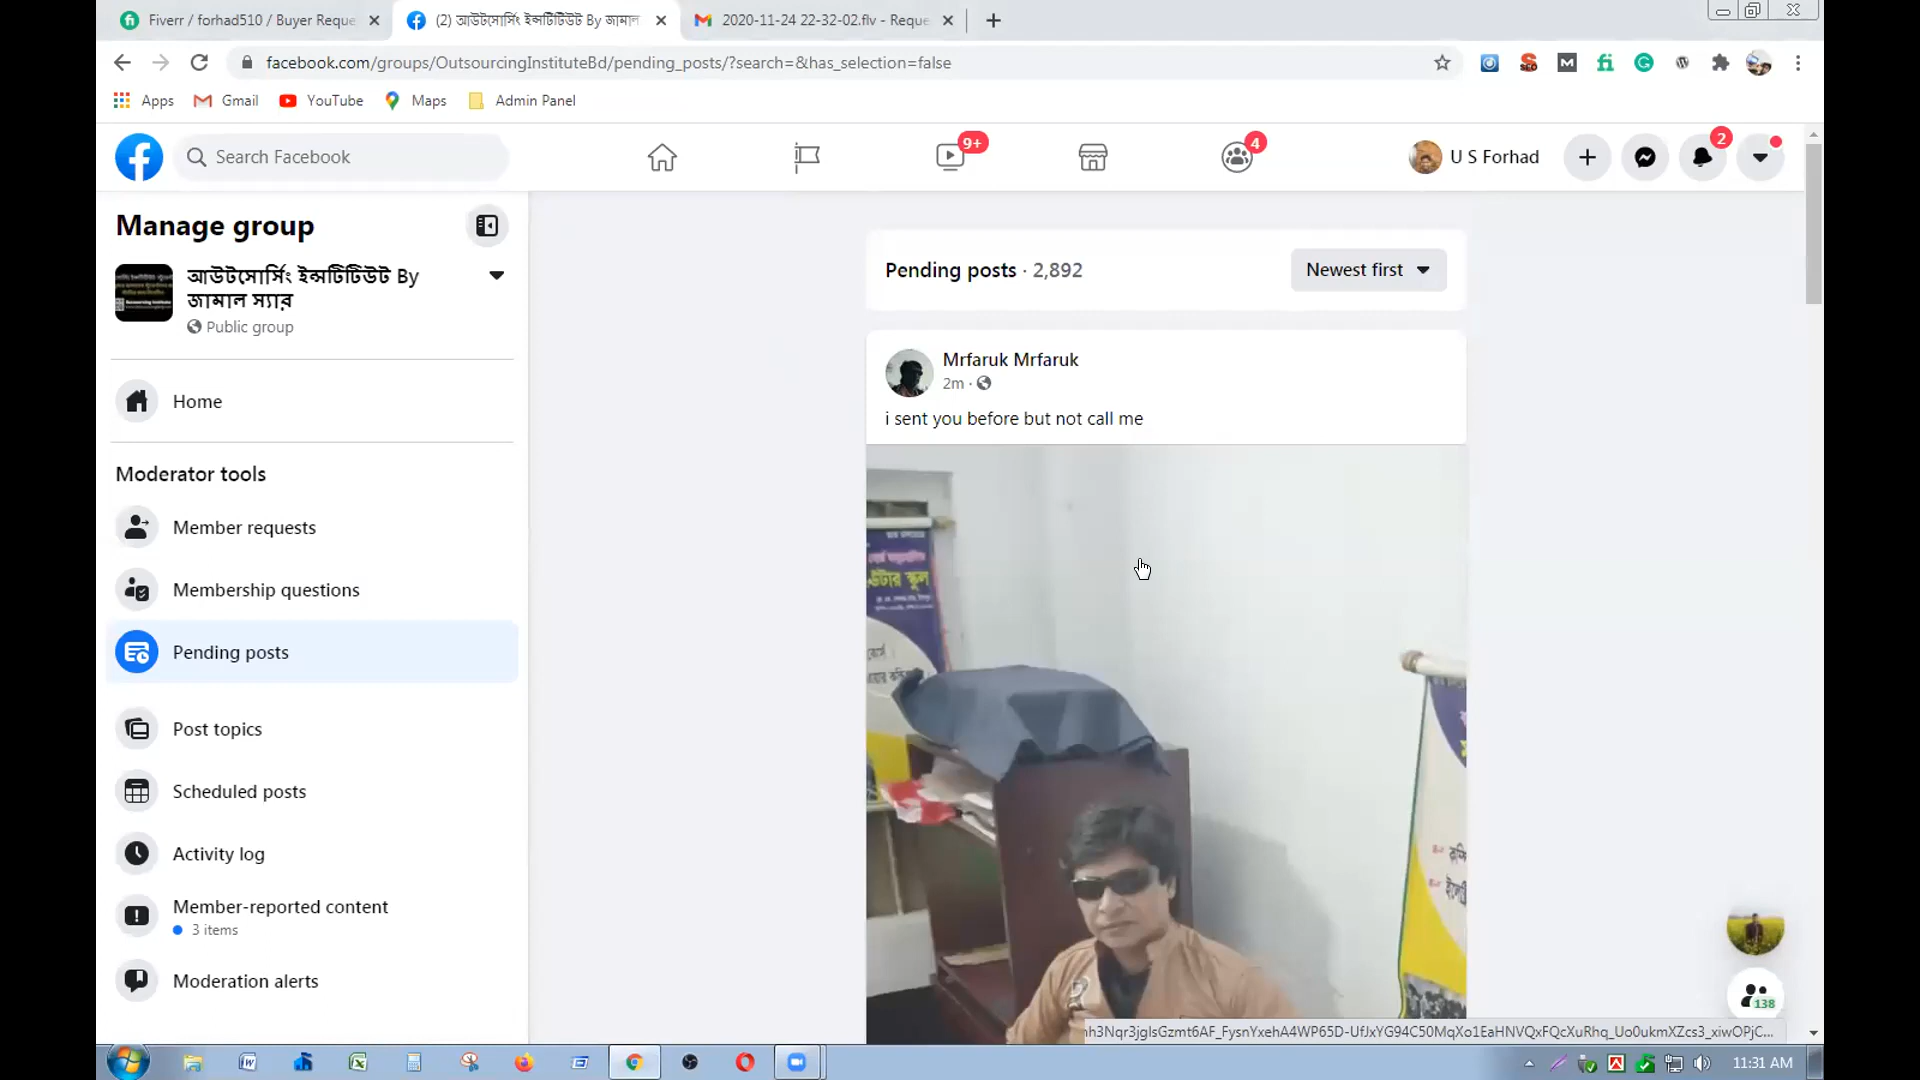 Fiverr / forhad510 / Buyer Reque
(2) আউটসোর্সিং ইন্সটিটিউট By জামাল
2020-11-24 22-32-02.flv - Reque
facebook.com/groups/OutsourcingInstituteBd/pending_posts/?search=&has_selection=false
Apps
Gmail
YouTube
Maps
Admin Panel
Search Facebook
9+
4
U S Forhad
2
Manage group
আউটসোর্সিং ইন্সটিটিউট By
জামাল স্যার
Public group
Home
Moderator tools
Member requests
Membership questions
Pending posts
Post topics
Scheduled posts
Activity log
Member-reported content
3 items
Moderation alerts
Pending posts · 2,892
Newest first
Mrfaruk Mrfaruk
2m
i sent you before but not call me
উটার স্কুল
138
11:31 AM